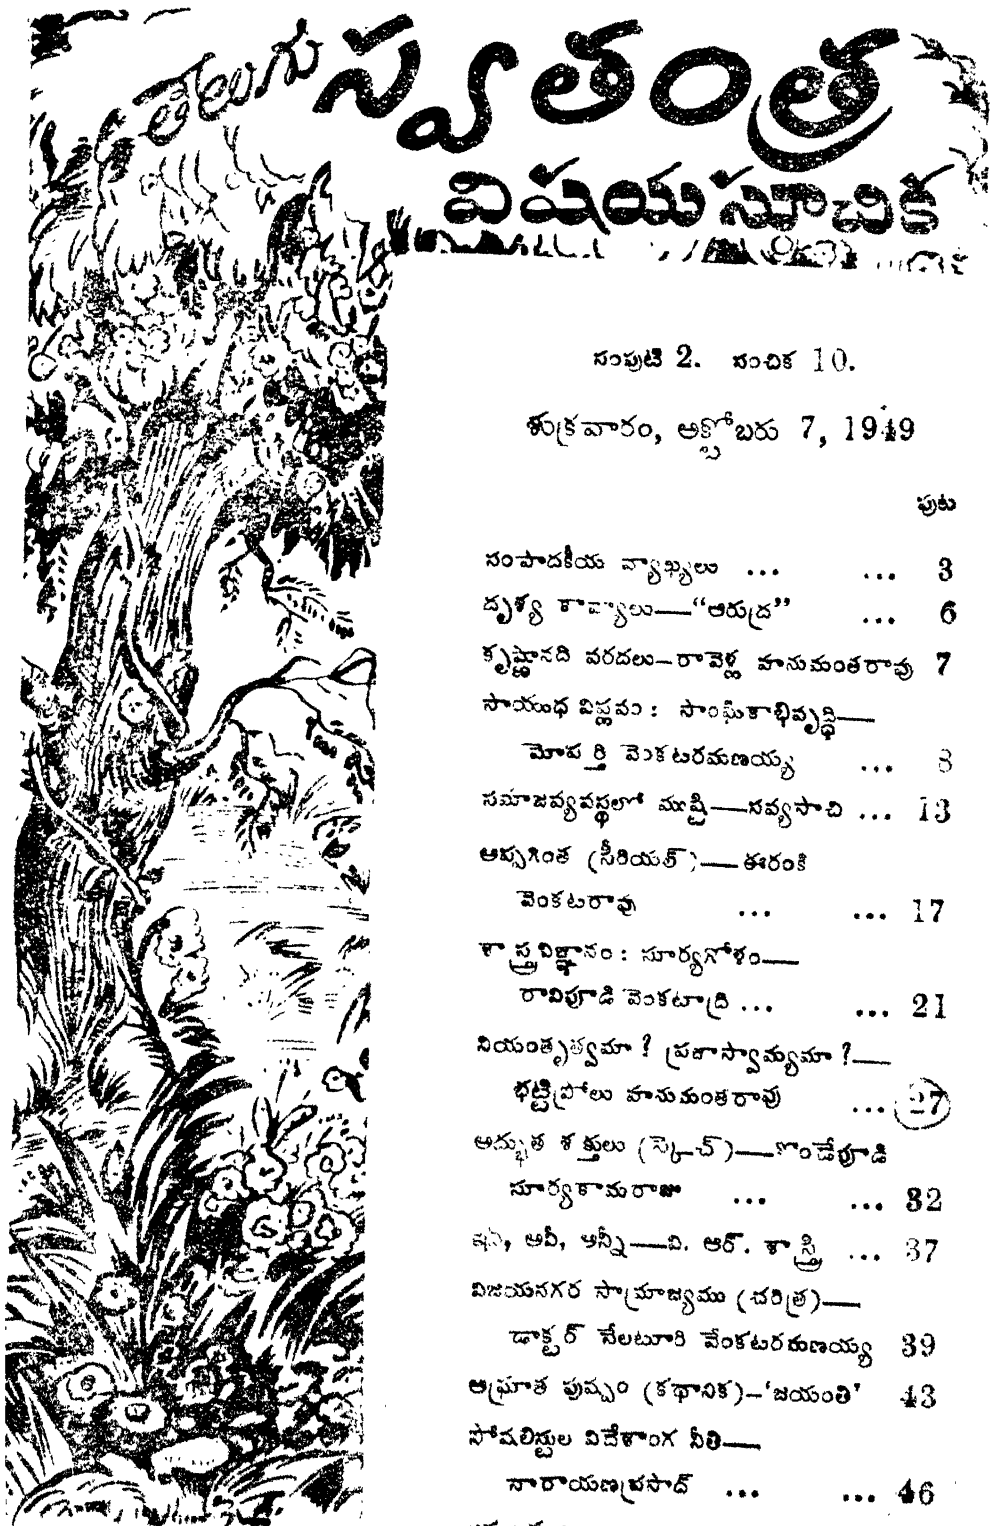 తెలుగు స్వతంత్ర
విషయసూచిక
సంపుటి 2. సంచిక 10.
శుక్రవారం, అక్టోబరు 7, 1949
పుట
సంపాదకీయ వ్యాఖ్యలు ... ... 3
దృశ్య కావ్యాలు—“ఆరుద్ర” ... 6
కృష్ణానది వరదలు—రావెళ్ల హనుమంతరావు 7
సాయుధ విప్లవం : సాంఘికాభివృద్ధి—
మోపర్తి వెంకటరమణయ్య ... 8
సమాజవ్యవస్థలో ముష్టి—సవ్యసాచి ... 13
అప్పగింత (సీరియల్)—ఈరంకి
వెంకటరావు ... ... 17
శాస్త్రవిజ్ఞానం : సూర్యగోళం—
రావిపూడి వెంకటాద్రి ... ... 21
నియంతృత్వమా ? ప్రజాస్వామ్యమా ?—
భట్టిప్రోలు హనుమంతరావు ... 27
అద్భుత శక్తులు (స్కెచ్)—కొండేపూడి
సూర్యకామరాజు ... ... 32
ఇవి, అవీ, అన్నీ—వి. ఆర్. శాస్త్రి ... 37
విజయనగర సామ్రాజ్యము (చరిత్ర)—
డాక్టర్ నేలటూరి వేంకటరమణయ్య 39
ఆఘ్రాత పుష్పం (కథానిక)—‘జయంతి’ 43
సోషలిస్టుల విదేశాంగ నీతి—
నారాయణప్రసాద్ ... ... 46